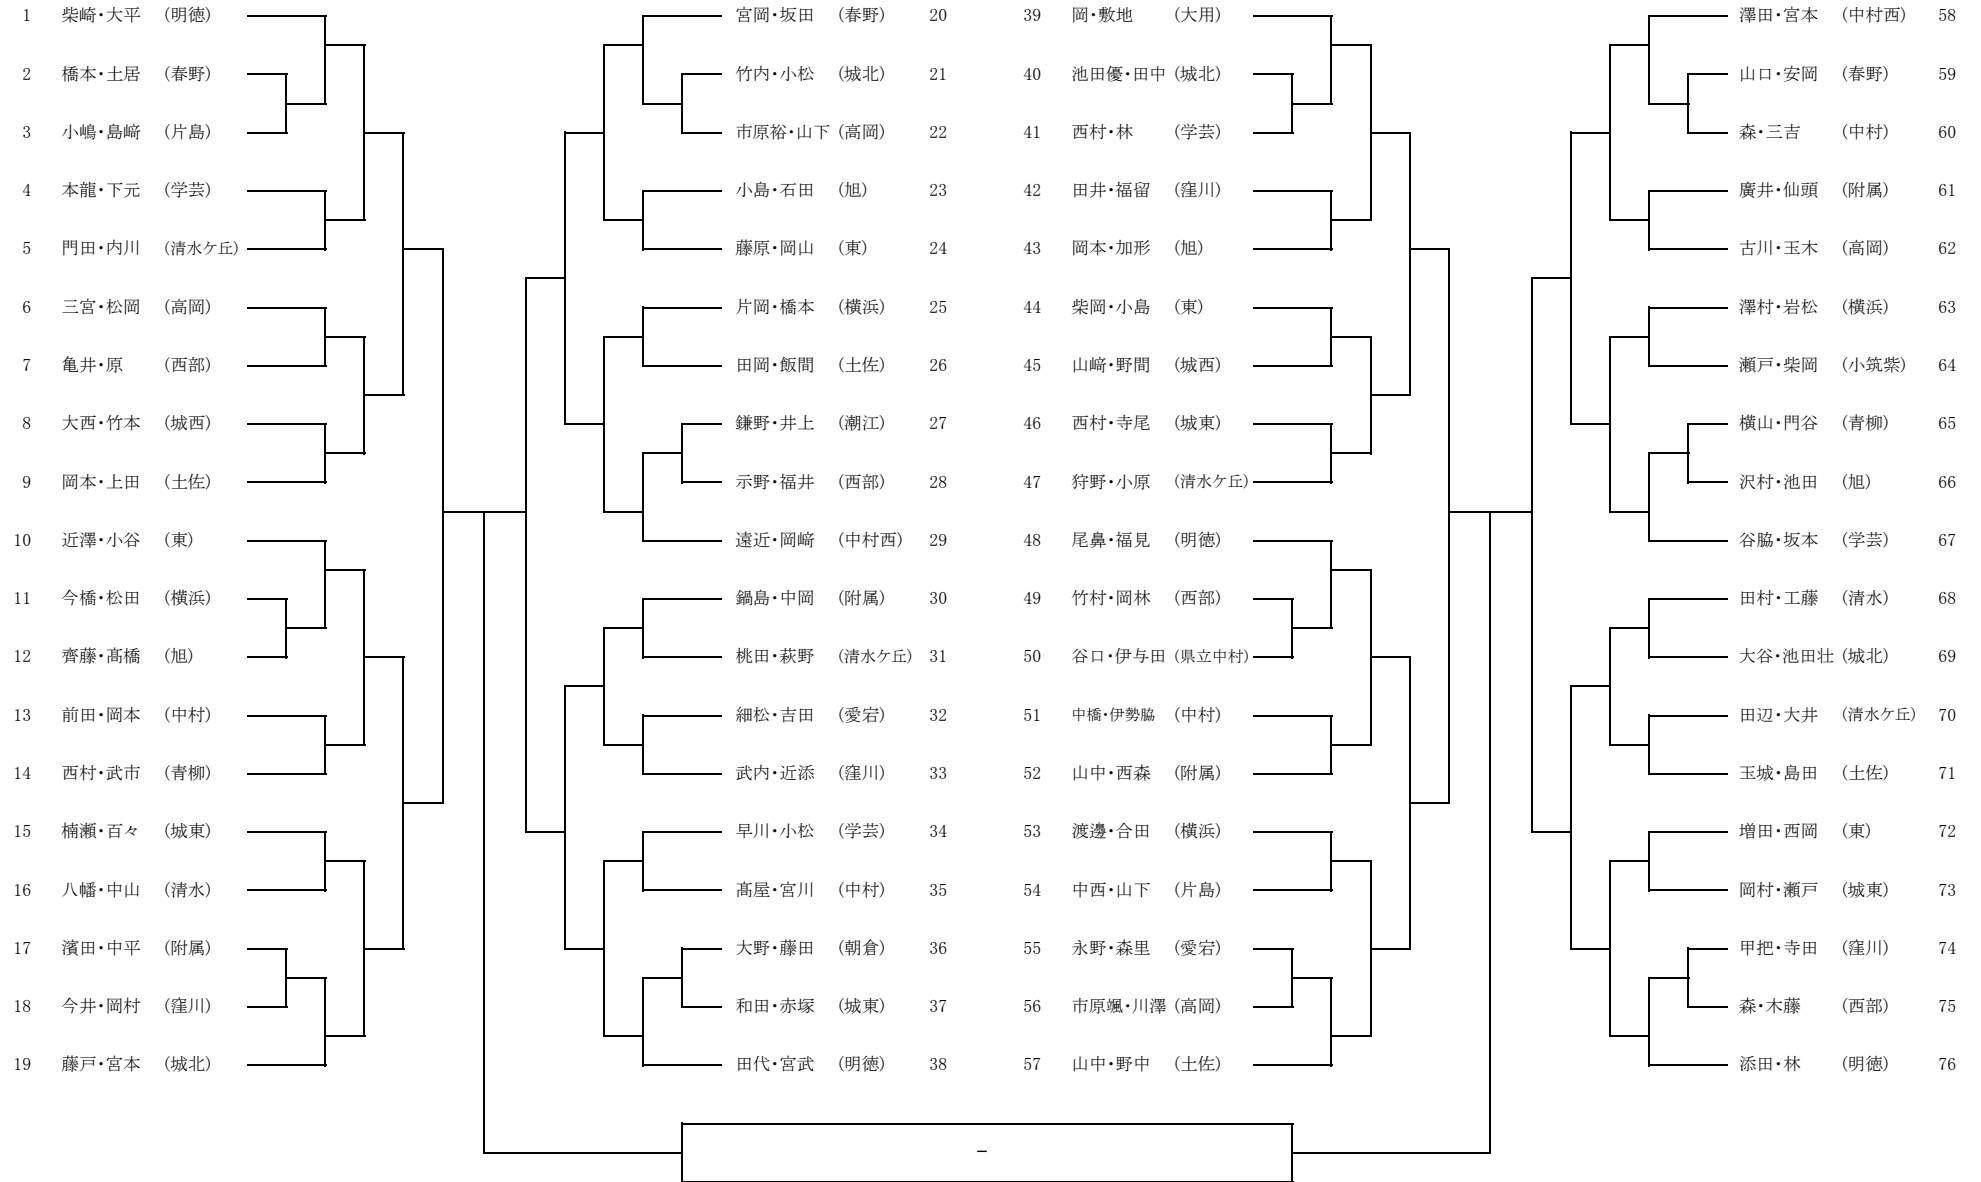 1 柴崎・大平 (明徳)
2 橋本・土居 (春野)
3 小嶋・島﨑 (片島)
4 本龍・下元 (学芸)
5 門田・内川 (清水ケ丘)
6 三宮・松岡 (高岡)
7 亀井・原 (西部)
8 大西・竹本 (城西)
9 岡本・上田 (土佐)
10 近澤・小谷 (東)
11 今橋・松田 (横浜)
12 齊藤・髙橋 (旭)
13 前田・岡本 (中村)
14 西村・武市 (青柳)
15 楠瀬・百々 (城東)
16 八幡・中山 (清水)
17 濱田・中平 (附属)
18 今井・岡村 (窪川)
19 藤戸・宮本 (城北)
宮岡・坂田 (春野) 20
竹内・小松 (城北) 21
市原裕・山下 (高岡) 22
小島・石田 (旭) 23
藤原・岡山 (東) 24
片岡・橋本 (横浜) 25
田岡・飯間 (土佐) 26
鎌野・井上 (潮江) 27
示野・福井 (西部) 28
遠近・岡﨑 (中村西) 29
鍋島・中岡 (附属) 30
桃田・萩野 (清水ケ丘) 31
細松・吉田 (愛宕) 32
武内・近添 (窪川) 33
早川・小松 (学芸) 34
髙屋・宮川 (中村) 35
大野・藤田 (朝倉) 36
和田・赤塚 (城東) 37
田代・宮武 (明徳) 38
39 岡・敷地 (大用)
40 池田優・田中 (城北)
41 西村・林 (学芸)
42 田井・福留 (窪川)
43 岡本・加形 (旭)
44 柴岡・小島 (東)
45 山﨑・野間 (城西)
46 西村・寺尾 (城東)
47 狩野・小原 (清水ケ丘)
48 尾鼻・福見 (明徳)
49 竹村・岡林 (西部)
50 谷口・伊与田 (県立中村)
51 中橋・伊勢脇 (中村)
52 山中・西森 (附属)
53 渡邊・合田 (横浜)
54 中西・山下 (片島)
55 永野・森里 (愛宕)
56 市原颯・川澤 (高岡)
57 山中・野中 (土佐)
澤田・宮本 (中村西) 58
山口・安岡 (春野) 59
森・三吉 (中村) 60
廣井・仙頭 (附属) 61
古川・玉木 (高岡) 62
澤村・岩松 (横浜) 63
瀬戸・柴岡 (小筑紫) 64
横山・門谷 (青柳) 65
沢村・池田 (旭) 66
谷脇・坂本 (学芸) 67
田村・工藤 (清水) 68
大谷・池田壮 (城北) 69
田辺・大井 (清水ケ丘) 70
玉城・島田 (土佐) 71
増田・西岡 (東) 72
岡村・瀬戸 (城東) 73
甲把・寺田 (窪川) 74
森・木藤 (西部) 75
添田・林 (明徳) 76
－